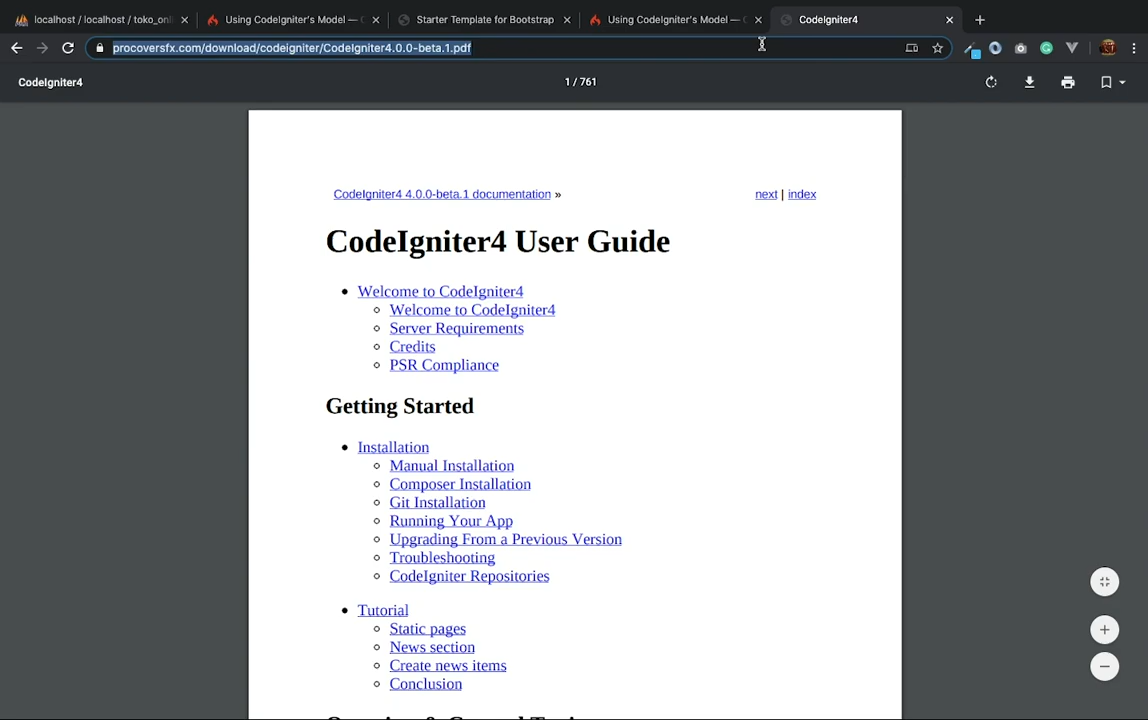 localhost / localhost / toko_onli
Using CodeIgniter's Model — C
Starter Template for Bootstrap
Using CodeIgniter's Model — C
CodeIgniter4
procoversfx.com/download/codeigniter/CodeIgniter4.0.0-beta.1.pdf
CodeIgniter4
1 / 761
CodeIgniter4 4.0.0-beta.1 documentation »
next | index
CodeIgniter4 User Guide
Welcome to CodeIgniter4
Welcome to CodeIgniter4
Server Requirements
Credits
PSR Compliance
Getting Started
Installation
Manual Installation
Composer Installation
Git Installation
Running Your App
Upgrading From a Previous Version
Troubleshooting
CodeIgniter Repositories
Tutorial
Static pages
News section
Create news items
Conclusion